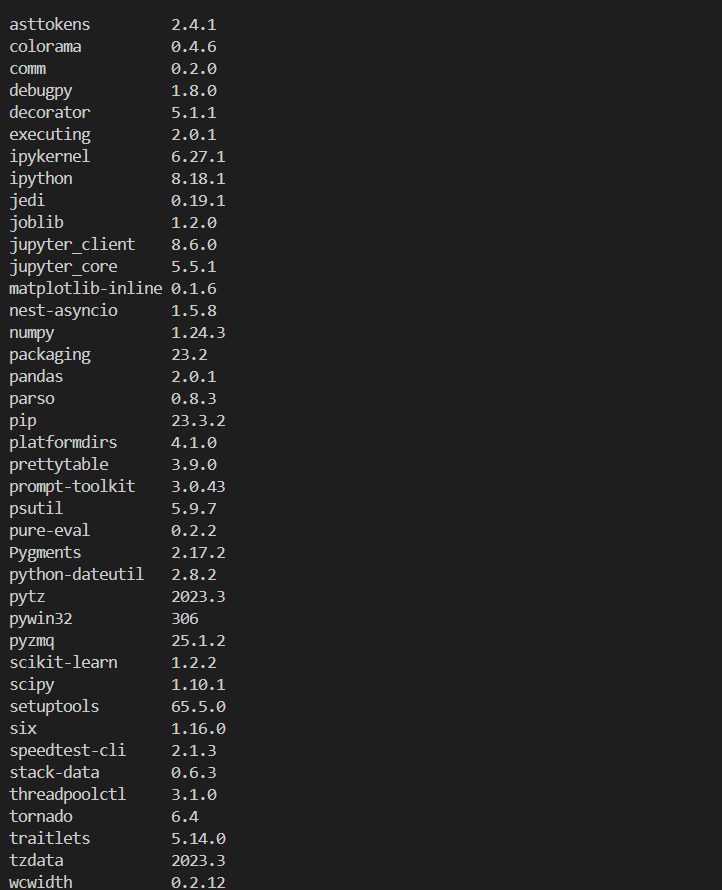 asttokens 2.4.1
colorama 0.4.6
comm 0.2.0
debugpy 1.8.0
decorator 5.1.1
executing 2.0.1
ipykernel 6.27.1
ipython 8.18.1
jedi 0.19.1
joblib 1.2.0
jupyter_client 8.6.0
jupyter_core 5.5.1
matplotlib-inline 0.1.6
nest-asyncio 1.5.8
numpy 1.24.3
packaging 23.2
pandas 2.0.1
parso 0.8.3
pip 23.3.2
platformdirs 4.1.0
prettytable 3.9.0
prompt-toolkit 3.0.43
psutil 5.9.7
pure-eval 0.2.2
Pygments 2.17.2
python-dateutil 2.8.2
pytz 2023.3
pywin32 306
pyzmq 25.1.2
scikit-learn 1.2.2
scipy 1.10.1
setuptools 65.5.0
six 1.16.0
speedtest-cli 2.1.3
stack-data 0.6.3
threadpoolctl 3.1.0
tornado 6.4
traitlets 5.14.0
tzdata 2023.3
wcwidth 0.2.12